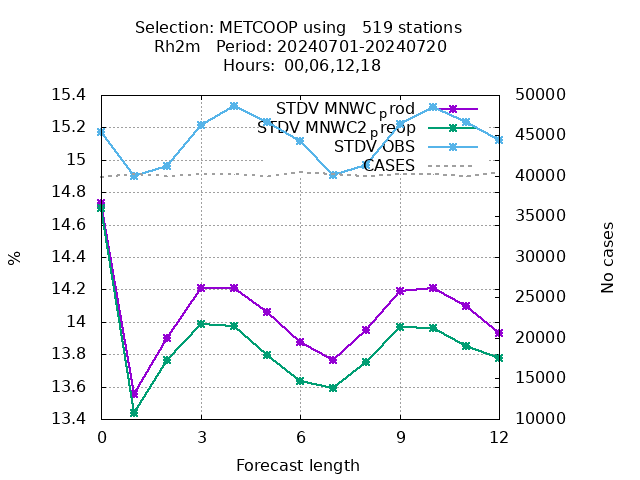 Selection: METCOOP using   519 stations
Rh2m   Period: 20240701-20240720
Hours:  00,06,12,18
STDV MNWCprod
STDV MNWC2preop
STDV OBS
CASES
15.4
15.2
15
14.8
14.6
14.4
14.2
14
13.8
13.6
13.4
%
50000
45000
40000
35000
30000
25000
20000
15000
10000
No cases
0 3 6 9 12
Forecast length